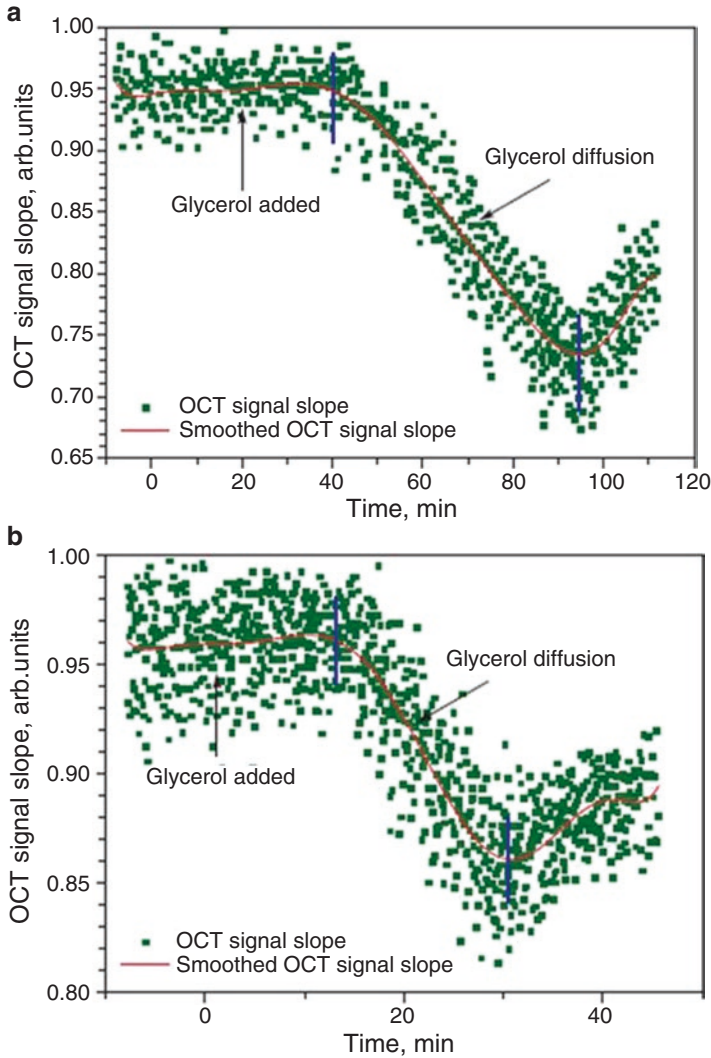 a
1.00
0.95
0.90
0.85
0.80
0.75
0.70
0.65
OCT signal slope, arb.units
Glycerol added
Glycerol diffusion
OCT signal slope
Smoothed OCT signal slope
0 20 40 60 80 100 120
Time, min
b
1.00
0.95
0.90
0.85
0.80
OCT signal slope, arb.units
Glycerol diffusion
Glycerol added
OCT signal slope
Smoothed OCT signal slope
0 20 40
Time, min